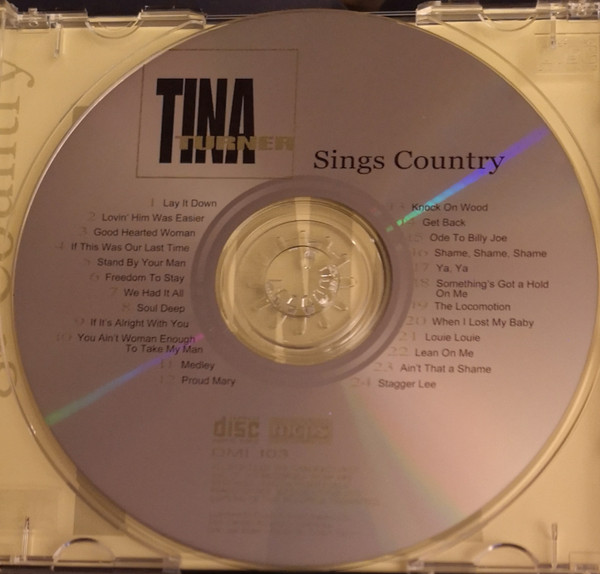 TINA
TURNER
Sings Country
1 Lay It Down
2 Lovin' Him Was Easier
3 Good Hearted Woman
4 If This Was Our Last Time
5 Stand By Your Man
6 Freedom To Stay
7 We Had It All
8 Soul Deep
9 If It's Alright With You
10 You Ain't Woman Enough
To Take My Man
11 Medley
12 Proud Mary
13 Knock On Wood
14 Get Back
15 Ode To Billy Joe
16 Shame, Shame, Shame
17 Ya, Ya
18 Something's Got a Hold
On Me
19 The Locomotion
20 When I Lost My Baby
21 Louie Louie
22 Lean On Me
23 Ain't That a Shame
24 Stagger Lee
disc
DMI 103